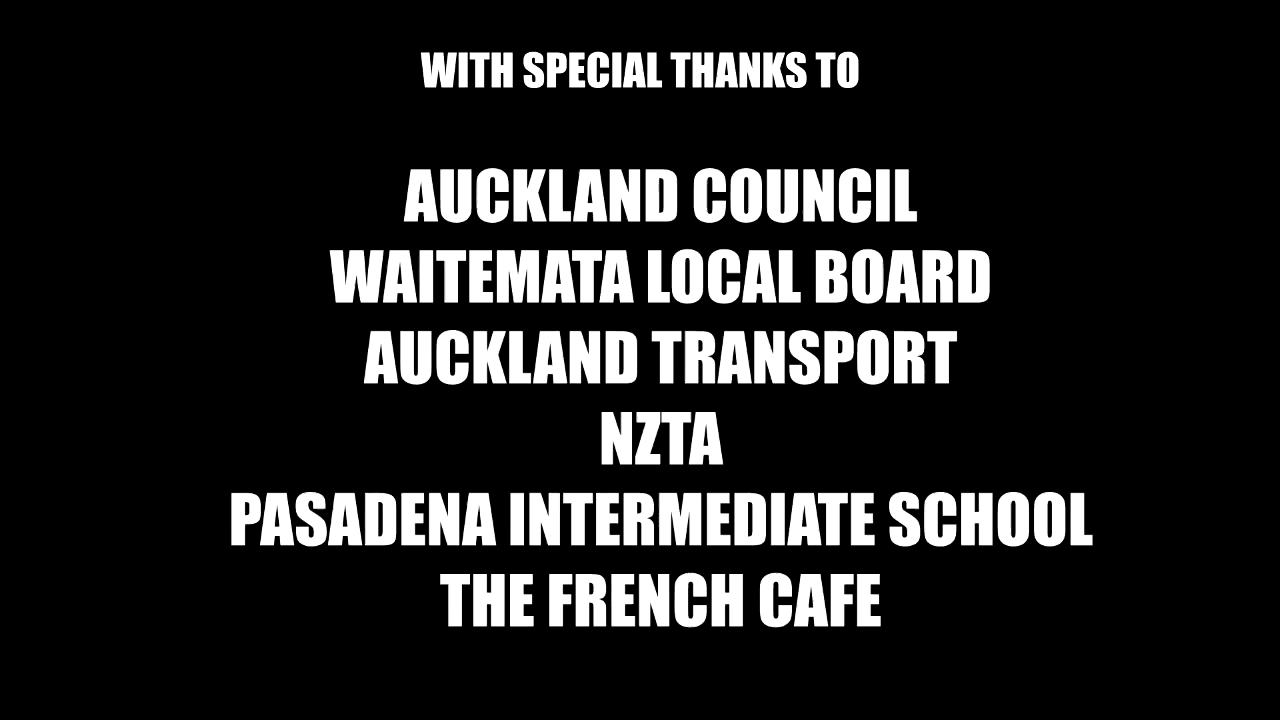 WITH SPECIAL THANKS TO
AUCKLAND COUNCIL
WAITEMATA LOCAL BOARD
AUCKLAND TRANSPORT
NZTA
PASADENA INTERMEDIATE SCHOOL
THE FRENCH CAFE